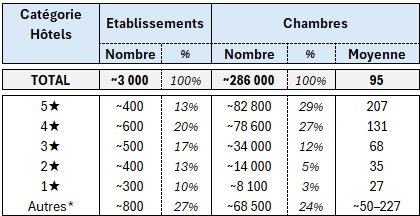 Catégorie Hôtels Etablissements Chambres
Nombre % Nombre % Moyenne
TOTAL ~3 000 100% ~286 000 100% 95
5★ ~400 13% ~82 800 29% 207
4★ ~600 20% ~78 600 27% 131
3★ ~500 17% ~34 000 12% 68
2★ ~400 13% ~14 000 5% 35
1★ ~300 10% ~8 100 3% 27
Autres* ~800 27% ~68 500 24% ~50–227